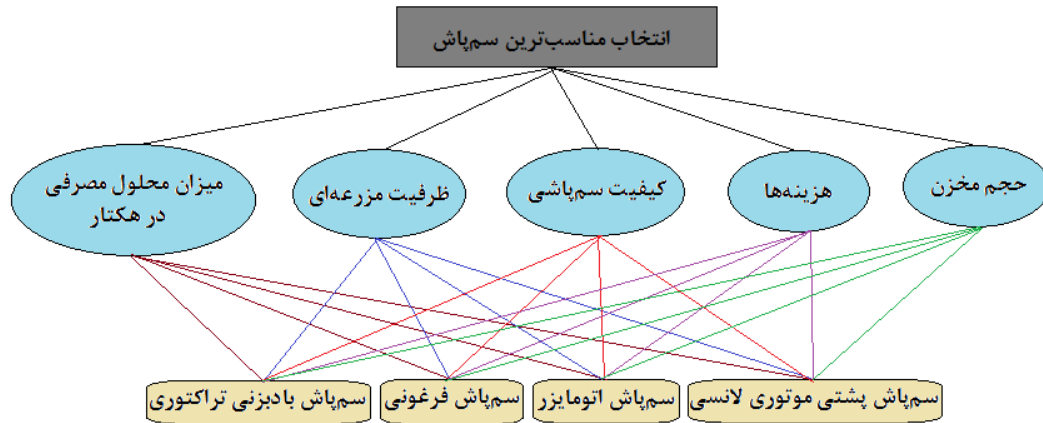 انتخاب مناسب‌ترین سم‌پاش
حجم مخزن
هزینه‌ها
کیفیت سم‌پاشی
ظرفیت مزرعه‌ای
میزان محلول مصرفی
در هکتار
سم‌پاش پشتی موتوری لانسی
سم‌پاش اتومایزر
سم‌پاش فرغونی
سم‌پاش بادبزنی تراکتوری